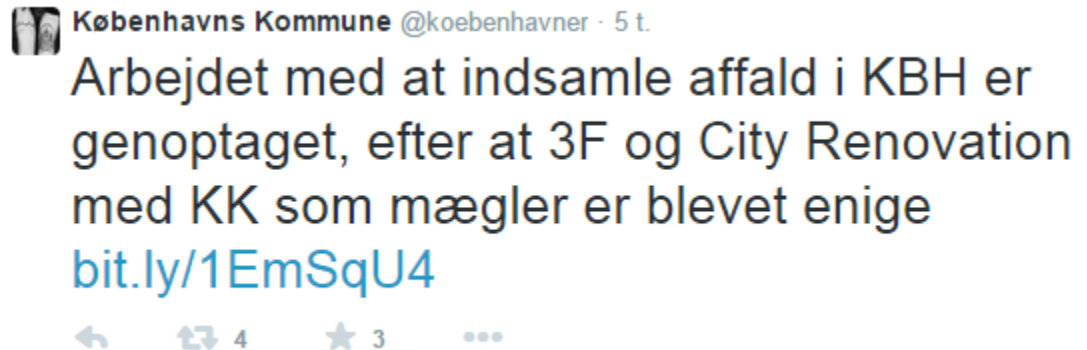 Københavns Kommune @koebenhavner · 5 t.
Arbejdet med at indsamle affald i KBH er
genoptaget, efter at 3F og City Renovation
med KK som mægler er blevet enige
bit.ly/1EmSqU4
4 3